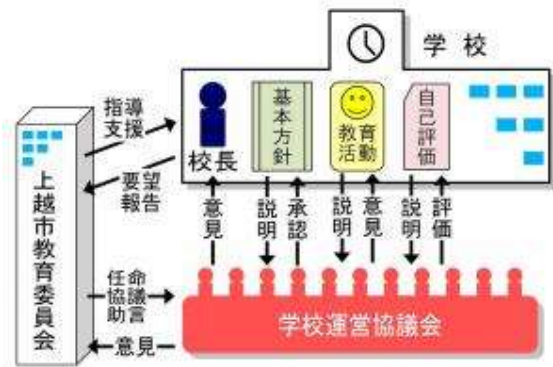 学校
指導
支援
校長
基本方針
教育
活動
自己評価
要望
報告
上越市教育委員会
意見
説明
承認
説明
意見
説明
評価
任命
協議
助言
意見
学校運営協議会